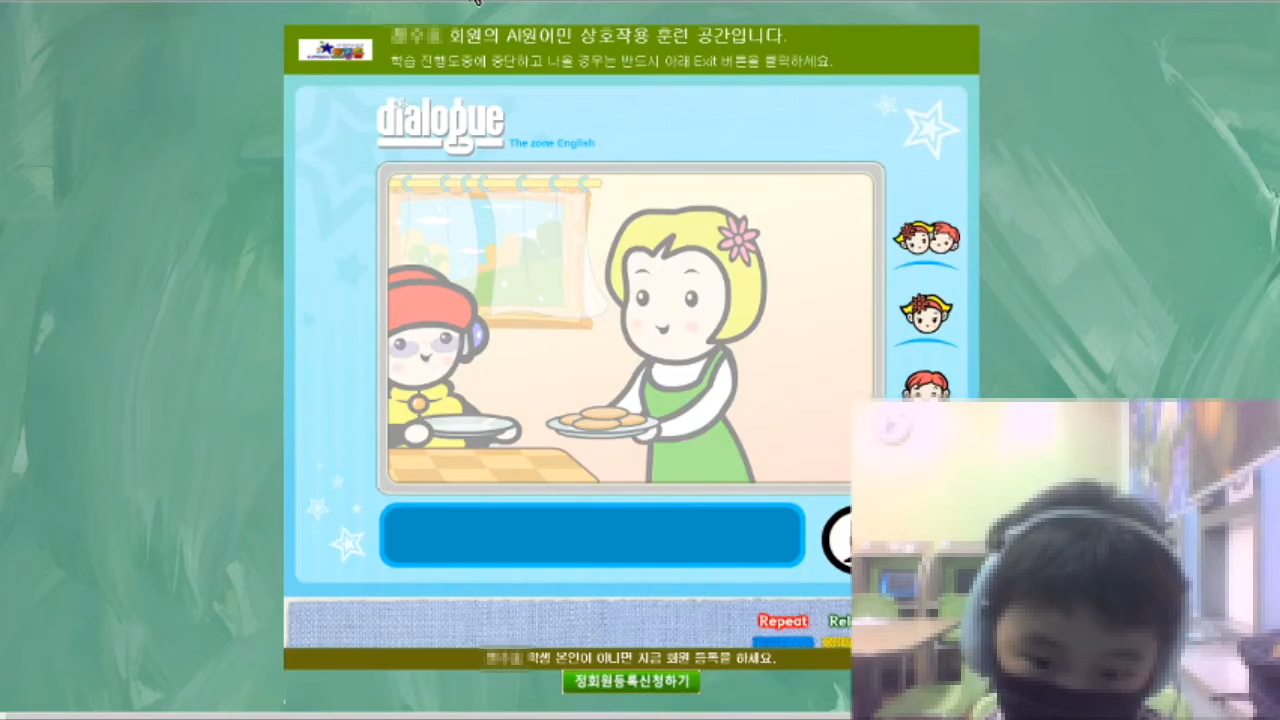 회원의 AI원어민 상호작용 훈련 공간입니다.
학습 진행도중에 중단하고 나올 경우는 반드시 아래 Exit 버튼을 클릭하세요.
dialogue
The zone English
Repeat
학생 본인이 아니면 지금 회원 등록을 하세요.
정회원등록신청하기